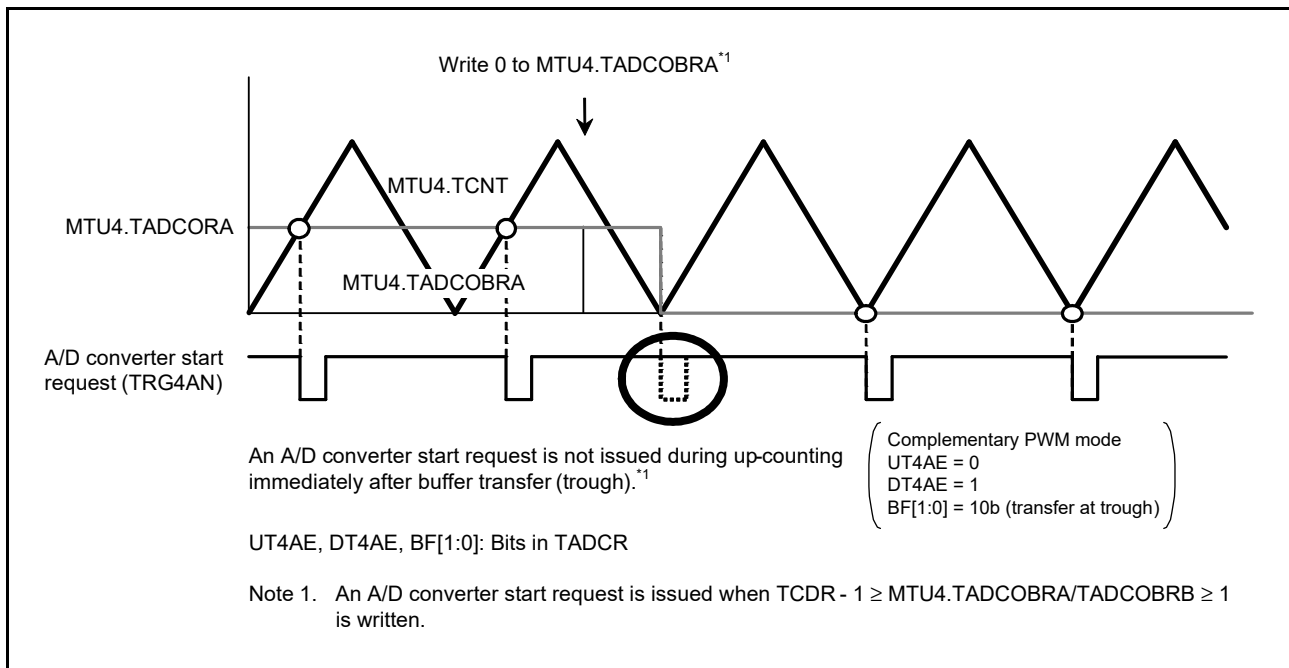 Write 0 to MTU4.TADCOBRA*1
MTU4.TCNT
MTU4.TADCORA
MTU4.TADCOBRA
A/D converter start
request (TRG4AN)
An A/D converter start request is not issued during up-counting
immediately after buffer transfer (trough).*1
Complementary PWM mode
UT4AE = 0
DT4AE = 1
BF[1:0] = 10b (transfer at trough)
UT4AE, DT4AE, BF[1:0]: Bits in TADCR
Note 1. An A/D converter start request is issued when TCDR - 1 ≥ MTU4.TADCOBRA/TADCOBRB ≥ 1
is written.